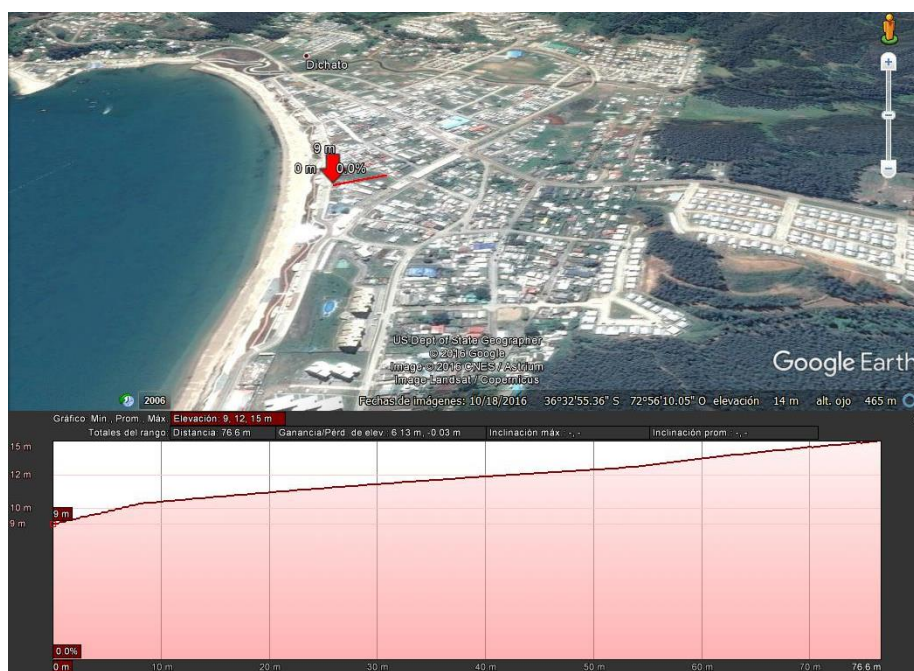 Dichato
9 m
0 m 0.0%
US Dept of State Geographer
© 2016 Google
Image © 2016 CNES / Astrium
Image Landsat / Copernicus
Google Earth
2006
Fechas de imágenes: 10/18/2016 36°32'55.36" S 72°56'10.05" O elevación 14 m alt. ojo 465 m
Gráfico: Mín., Prom., Máx. Elevación: 9, 12, 15 m
Totales del rango: Distancia: 76.6 m Ganancia/Pérd. de elev.: 6.13 m, -0.03 m Inclinación máx.: -, - Inclinación prom.: -, -
15 m
12 m
10 m
9 m 9 m
0.0%
0 m 10 m 20 m 30 m 40 m 50 m 60 m 70 m 76.6 m